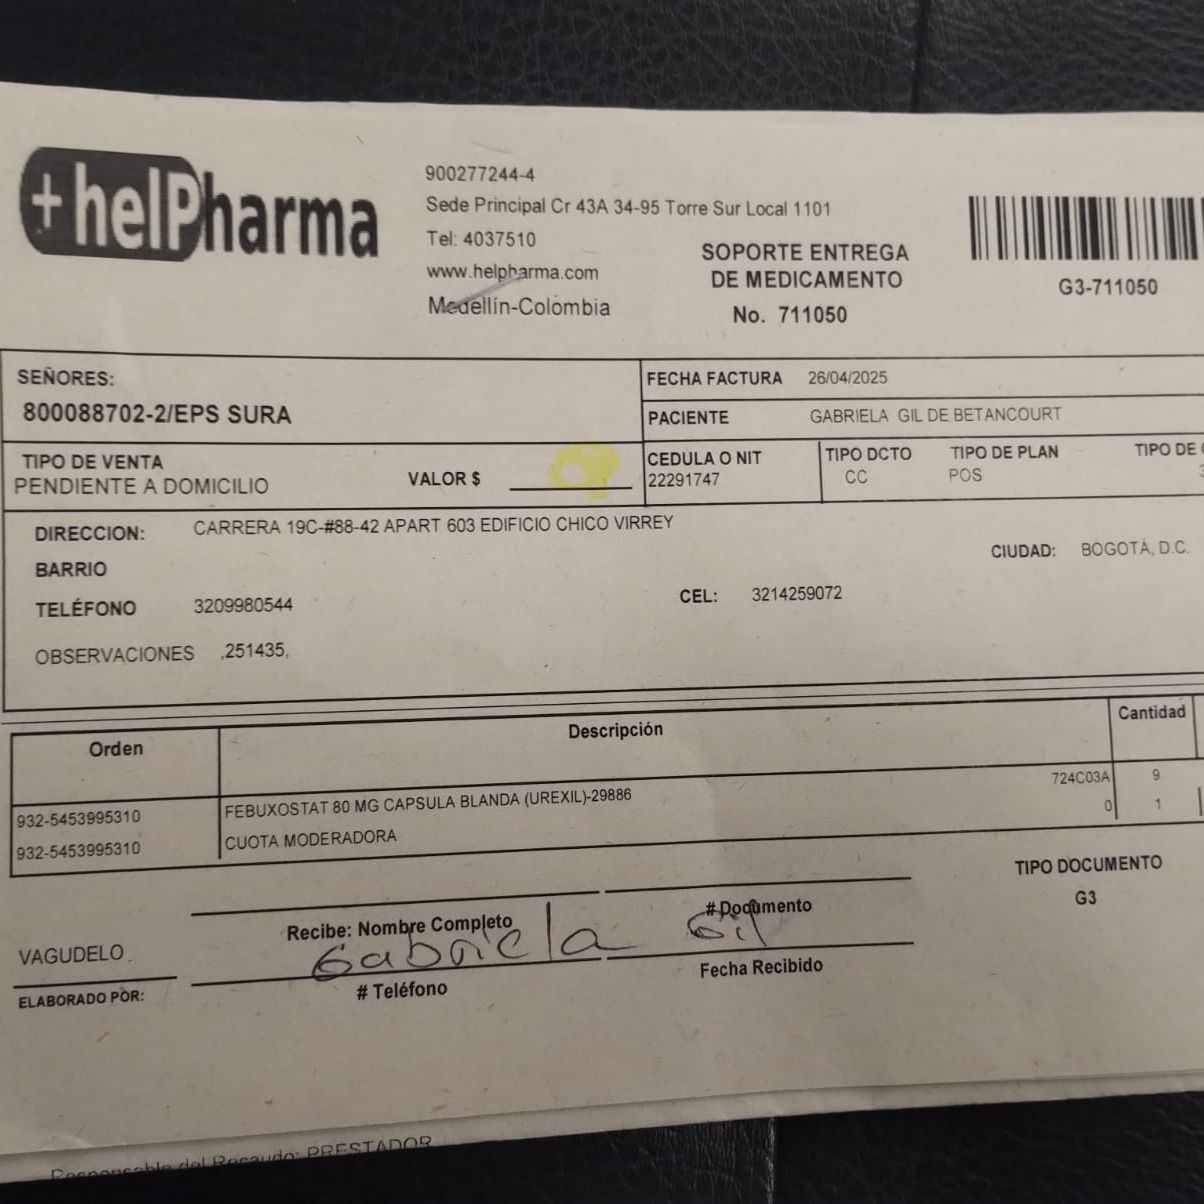 +helPharma
900277244-4
Sede Principal Cr 43A 34-95 Torre Sur Local 1101
Tel: 4037510
www.helpharma.com
Medellín-Colombia
SOPORTE ENTREGA
DE MEDICAMENTO
No. 711050
G3-711050
SEÑORES:
800088702-2/EPS SURA
FECHA FACTURA 26/04/2025
PACIENTE GABRIELA GIL DE BETANCOURT
TIPO DE VENTA
PENDIENTE A DOMICILIO
VALOR $
CEDULA O NIT
22291747
TIPO DCTO
CC
TIPO DE PLAN
POS
TIPO DE
DIRECCION: CARRERA 19C-#88-42 APART 603 EDIFICIO CHICO VIRREY
BARRIO
CIUDAD: BOGOTÁ, D.C.
TELÉFONO 3209980544
CEL: 3214259072
OBSERVACIONES ,251435,
Orden Descripción Cantidad
932-5453995310 FEBUXOSTAT 80 MG CAPSULA BLANDA (UREXIL)-29886 724C03A 9
932-5453995310 CUOTA MODERADORA 0 1
TIPO DOCUMENTO
G3
Recibe: Nombre Completo
#Documento
Gabriela Gil
VAGUDELO
ELABORADO POR:
# Teléfono
Fecha Recibido
Responsable del Recaudo: PRESTADOR